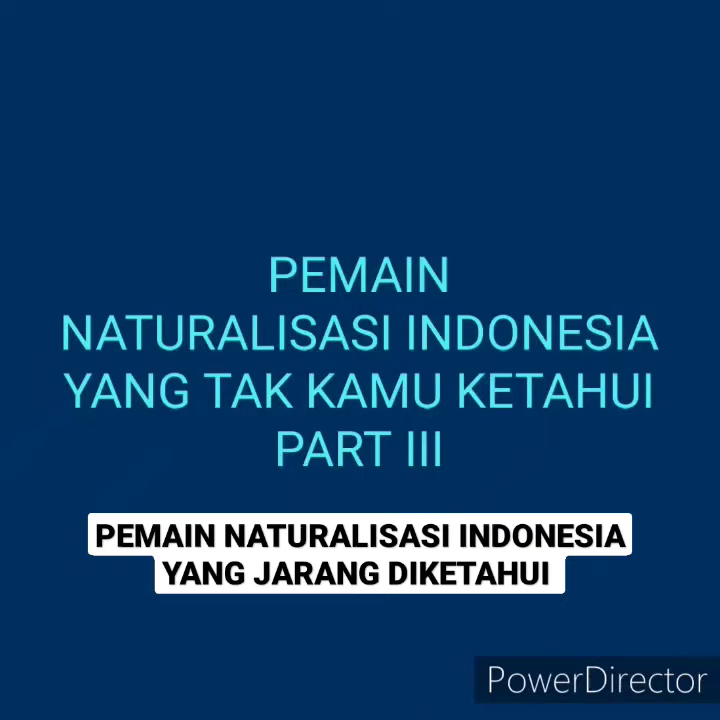 PEMAIN
NATURALISASI INDONESIA
YANG TAK KAMU KETAHUI
PART III
PEMAIN NATURALISASI INDONESIA
YANG JARANG DIKETAHUI
PowerDirector